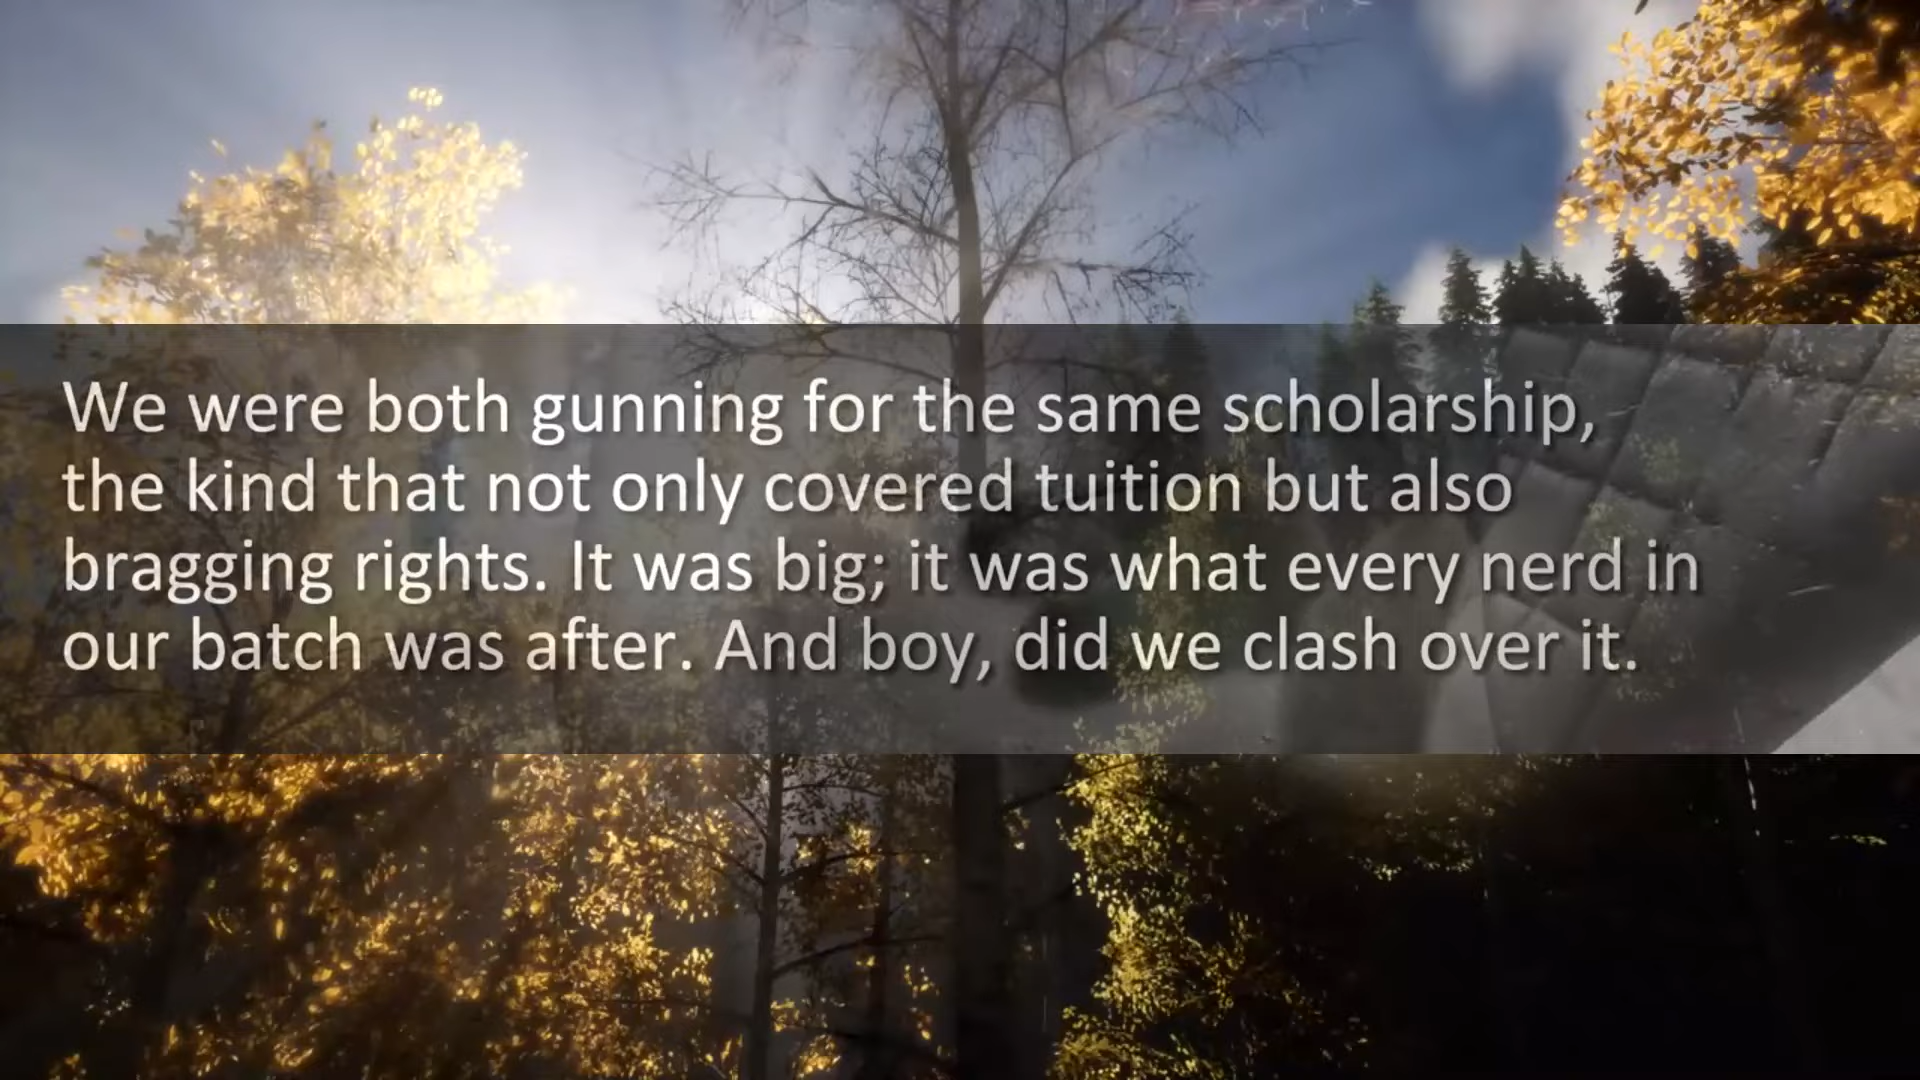 We were both gunning for the same scholarship,
the kind that not only covered tuition but also
bragging rights. It was big; it was what every nerd in
our batch was after. And boy, did we clash over it.